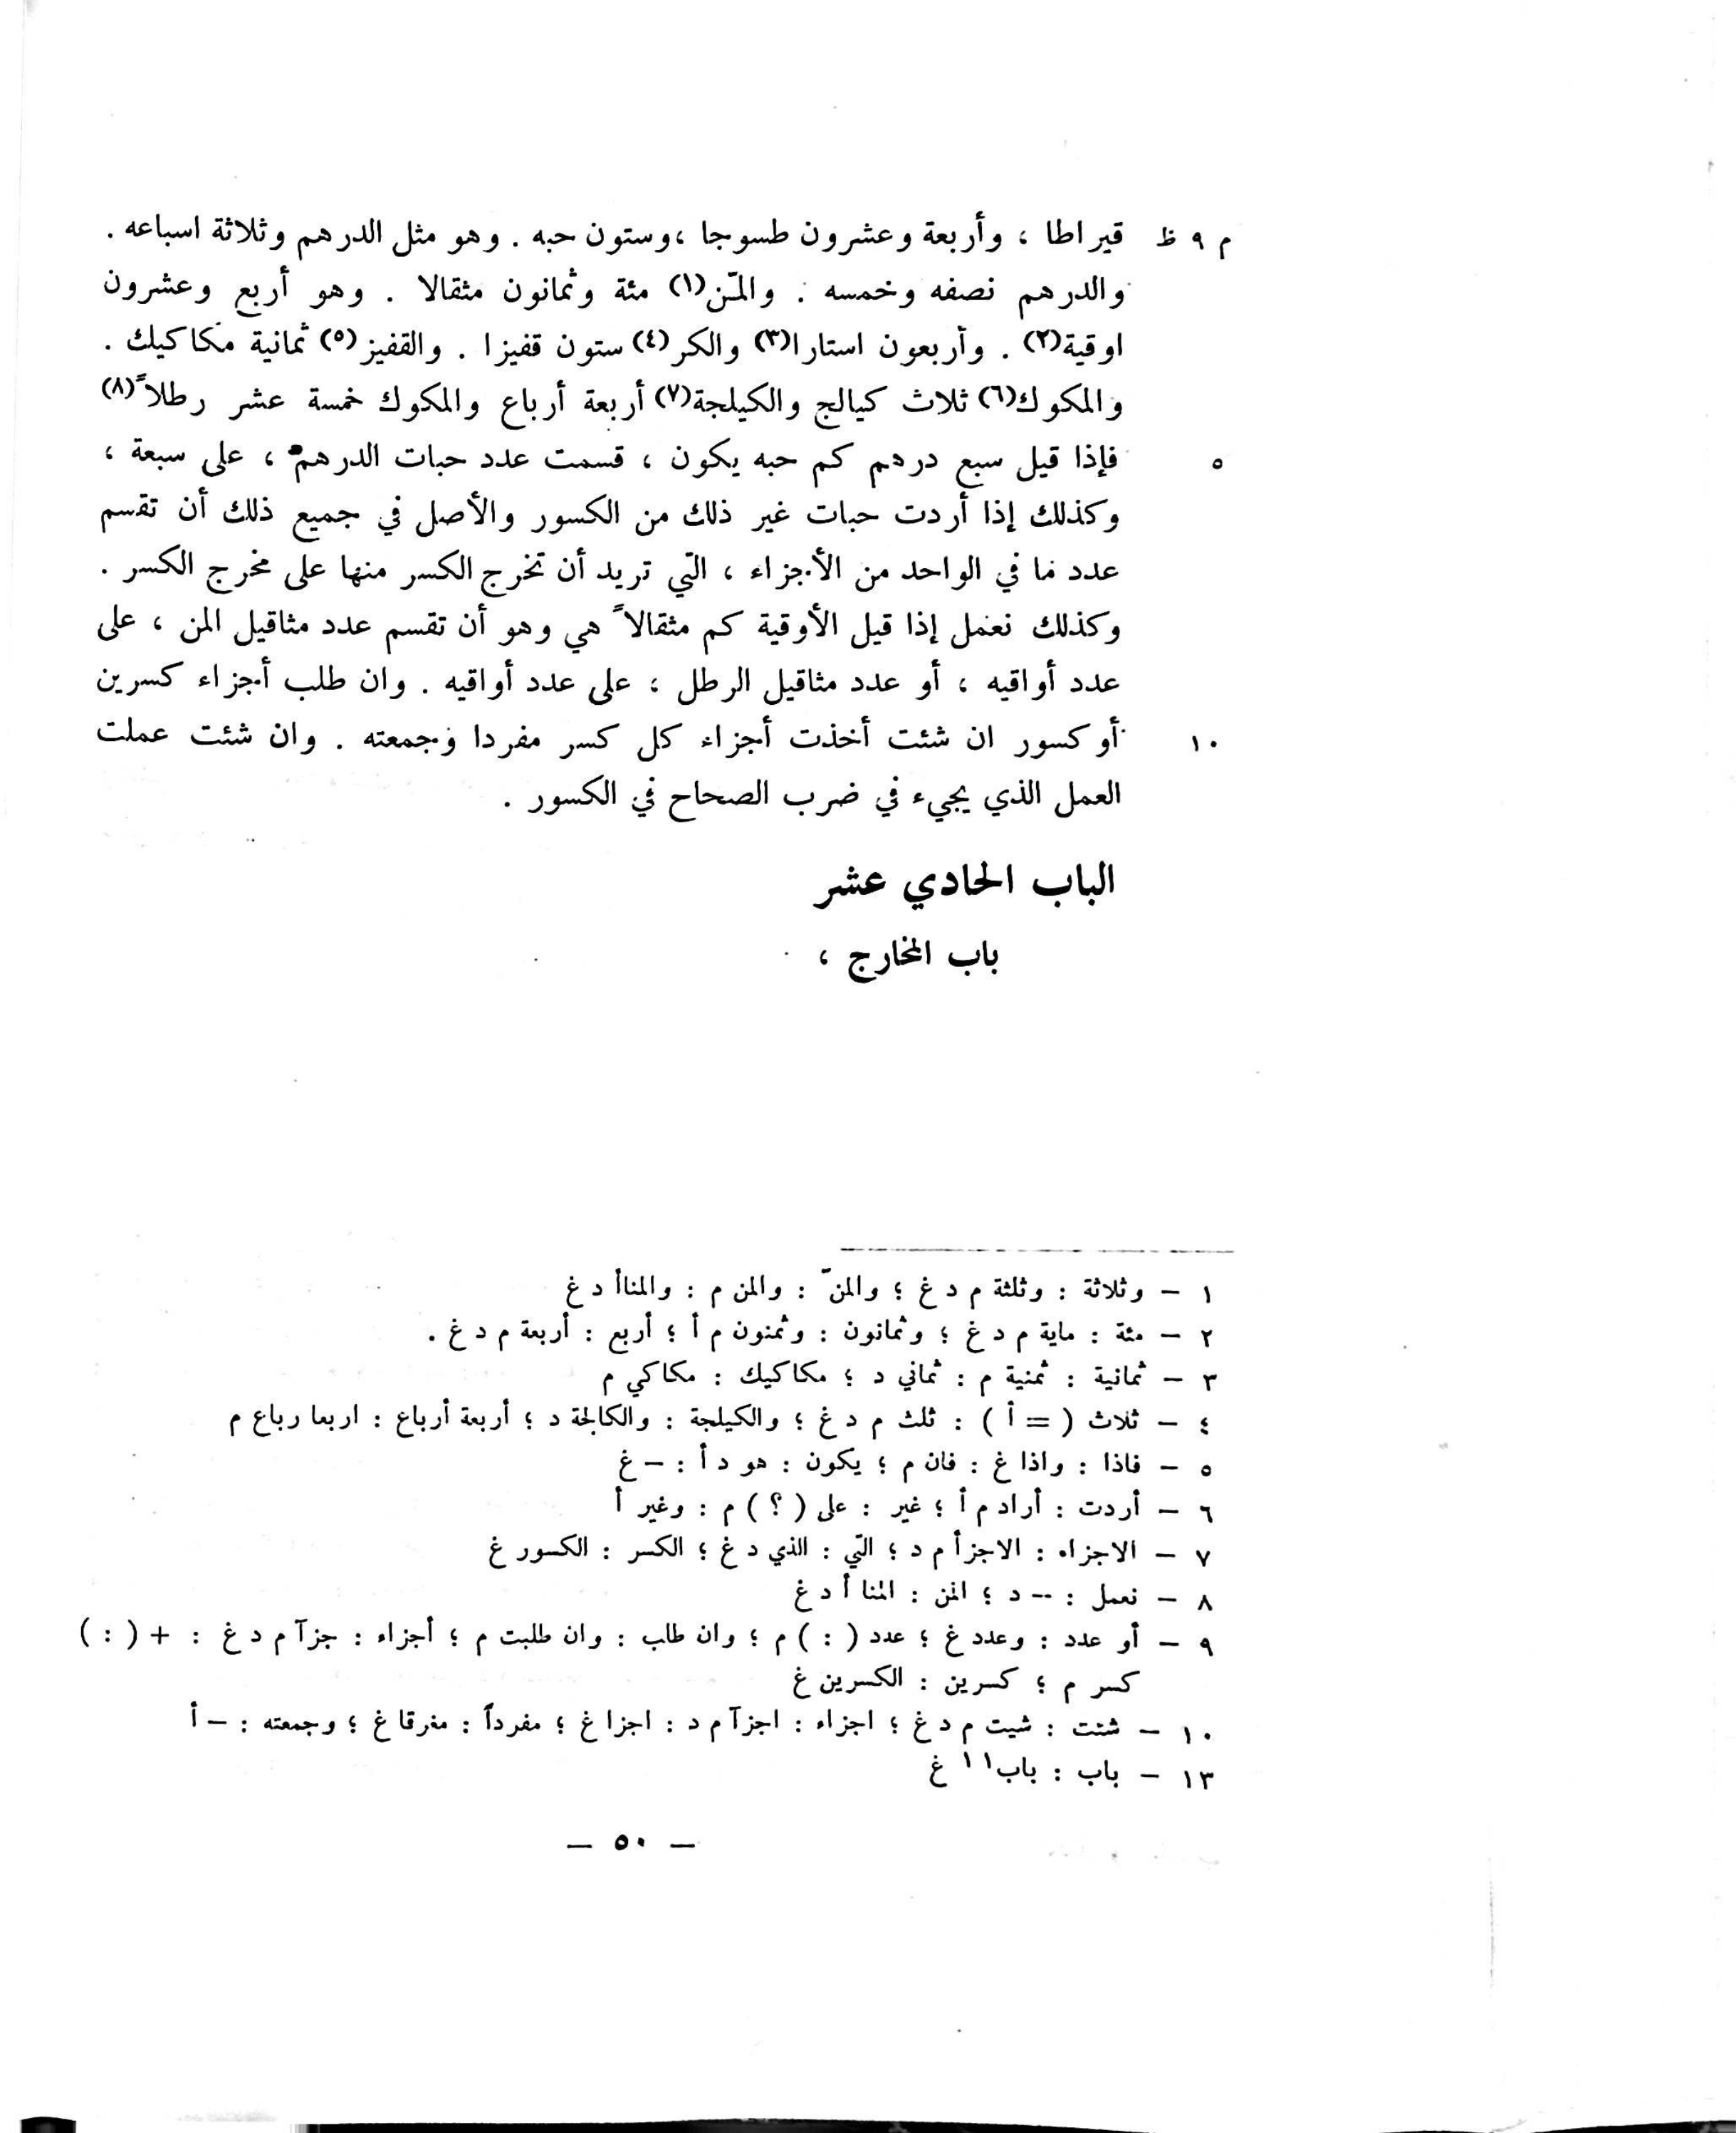 م ٩ ظ قيراطا ، وأربعة وعشرون طسوجا ،وستون حبه . وهو مثل الدرهم وثلاثة اسباعه .
والدرهم نصفه وخمسه . والمّن(١) مئة وثمانون مثقالا . وهو أربع وعشرون
اوقية(٢) . وأربعون استارا(٣) والكر(٤) ستون قفيزا . والقفيز(٥) ثمانية مكاكيك .
والمكوك(٦) ثلاث كيالج والكيلجة(٧) أربعة أرباع والمكوك خمسة عشر رطلاً(٨)
٥ فإذا قيل سبع درهم كم حبه يكون ، قسمت عدد حبات الدرهم ، على سبعة ،
وكذلك إذا أردت حبات غير ذلك من الكسور والأصل في جميع ذلك أن تقسم
عدد ما في الواحد من الأجزاء ، التي تريد أن تخرج الكسر منها على مخرج الكسر .
وكذلك نعمل إذا قيل الأوقية كم مثقالاً هي وهو أن تقسم عدد مثاقيل المن ، على
عدد أواقيه ، أو عدد مثاقيل الرطل ، على عدد أواقيه . وان طلب أجزاء كسرين
١٠ أو كسور ان شئت أخذت أجزاء كل كسر مفردا وجمعته . وان شئت عملت
العمل الذي يجيء في ضرب الصحاح في الكسور .
الباب الحادي عشر
باب المخارج ،
١ – وثلاثة : وثلثة م د غ ؛ والمنّ : والمن م : والمناأ د غ
٢ – مئة : ماية م د غ ؛ وثمانون : وثمنون م أ ؛ أربع : أربعة م د غ .
٣ – ثمانية : ثمنية م : ثماني د ؛ مكاكيك : مكاكي م
٤ – ثلاث ( = أ ) : ثلث م د غ ؛ والكيلجة : والكالجة د ؛ أربعة أرباع : اربعا رباع م
٥ – فاذا : واذا غ : فان م ؛ يكون : هو د أ : – غ
٦ – أردت : أراد م أ ؛ غير : على ( ؟ ) م : وغير أ
٧ – الاجزاء : الاجزأ م د ؛ التي : الذي د غ ؛ الكسر : الكسور غ
٨ – نعمل : -- د ؛ المن : المنا أ د غ
٩ – أو عدد : وعدد غ ؛ عدد ( : ) م ؛ وان طلب : وان طلبت م ؛ أجزاء : جزآ م د غ : + ( : )
كسر م ؛ كسرين : الكسرين غ
١٠ – شئت : شيت م د غ ؛ اجزاء : اجزآ م د : اجزا غ ؛ مفرداً : مفرقا غ ؛ وجمعته : – أ
١٣ – باب : باب١١ غ
– ٥٠ –